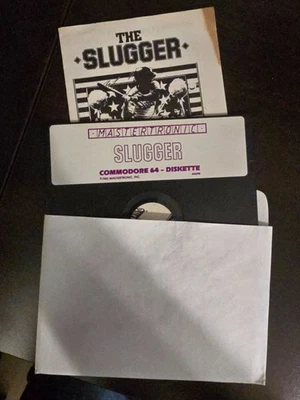 THE
SLUGGER
MASTERTRONIC
SLUGGER
COMMODORE 64 - DISKETTE